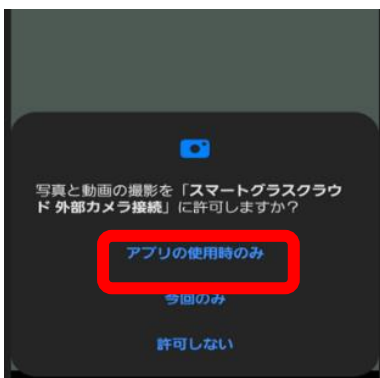 写真と動画の撮影を「スマートグラスクラウ
ド 外部カメラ接続」に許可しますか？
アプリの使用時のみ
今回のみ
許可しない